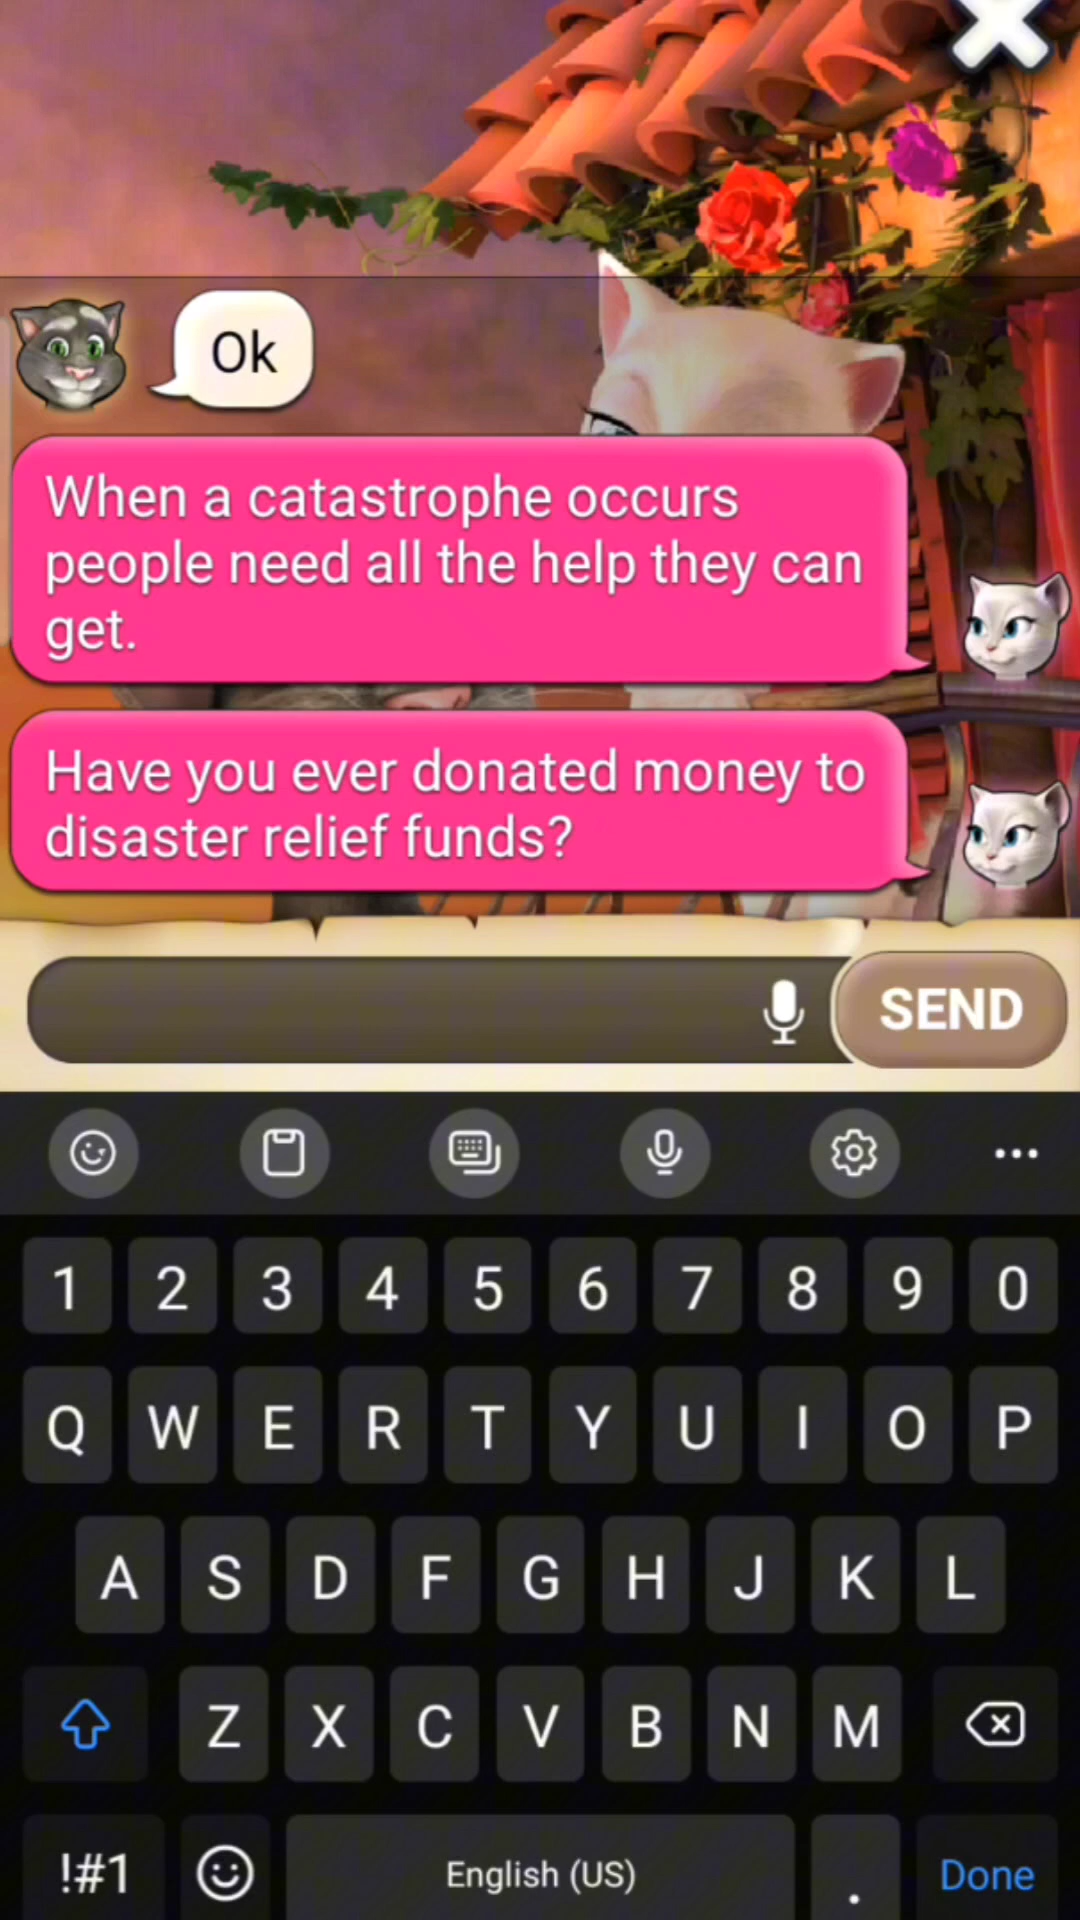 Ok
When a catastrophe occurs
people need all the help they can
get.
Have you ever donated money to
disaster relief funds?
SEND
1 2 3 4 5 6 7 8 9 0
Q W E R T Y U I O P
A S D F G H J K L
Z X C V B N M
!#1 English (US) . Done